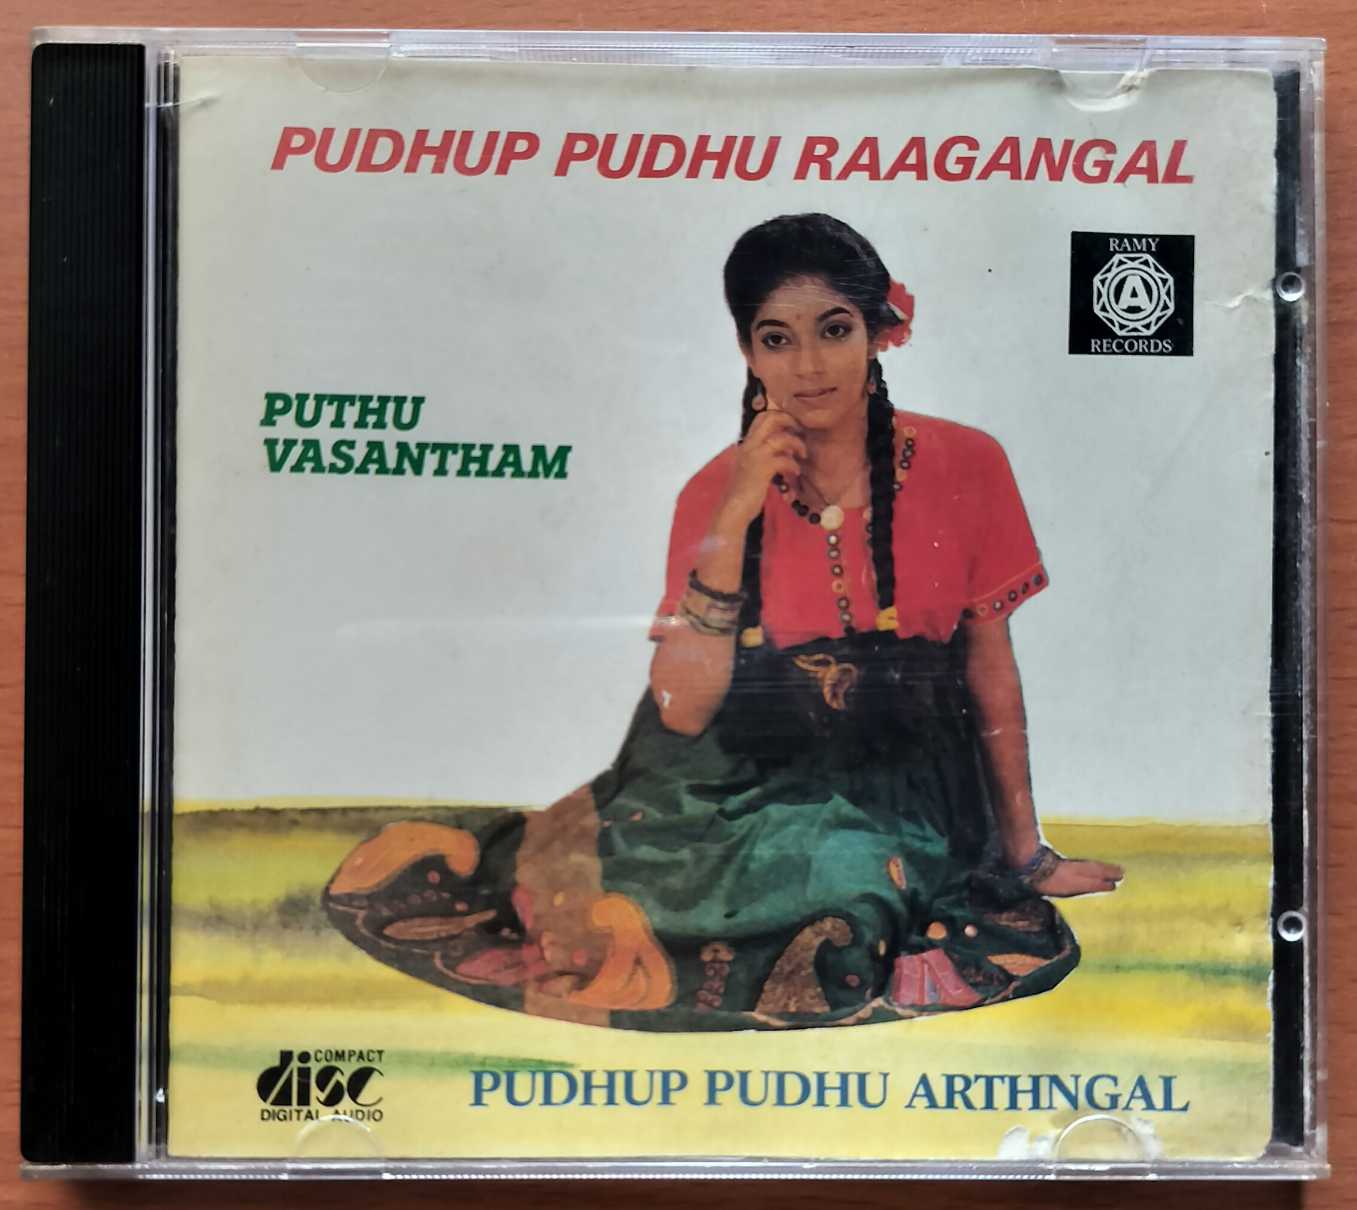 PUDHUP PUDHU RAAGANGAL
RAMY
A
RECORDS
PUTHU
VASANTHAM
COMPACT
disc
DIGITAL AUDIO
PUDHUP PUDHU ARTHNGAL